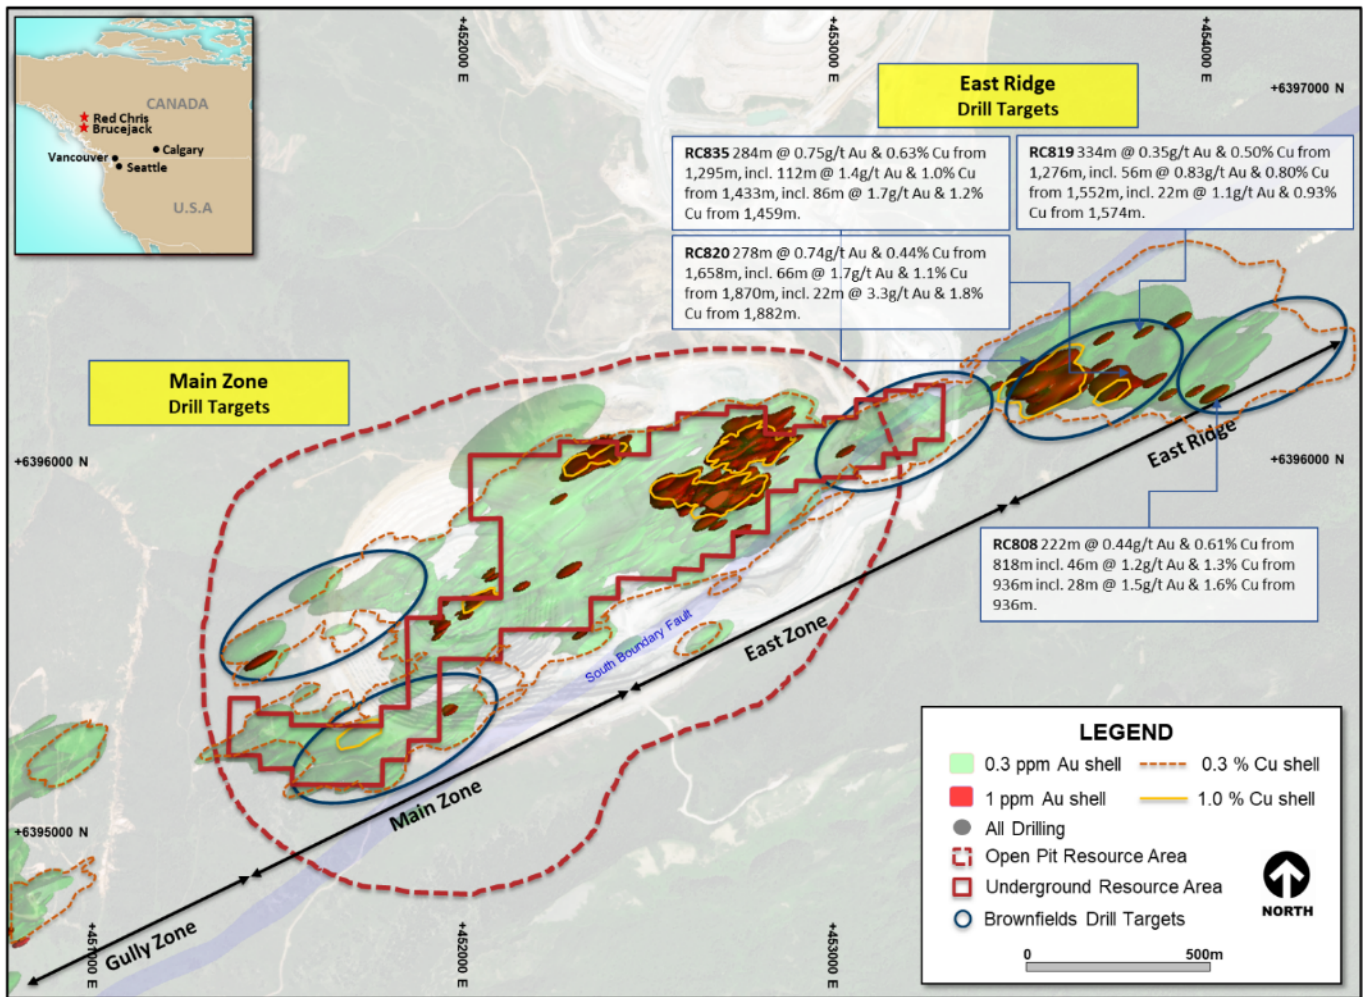 +452000 E
+453000 E
+454000 E
+6397000 N
CANADA
Red Chris
Brucejack
Vancouver
Calgary
Seattle
U.S.A
East Ridge
Drill Targets
RC835 284m @ 0.75g/t Au & 0.63% Cu from
1,295m, incl. 112m @ 1.4g/t Au & 1.0% Cu
from 1,433m, incl. 86m @ 1.7g/t Au & 1.2%
Cu from 1,459m.
RC819 334m @ 0.35g/t Au & 0.50% Cu from
1,276m, incl. 56m @ 0.83g/t Au & 0.80% Cu
from 1,552m, incl. 22m @ 1.1g/t Au & 0.93%
Cu from 1,574m.
RC820 278m @ 0.74g/t Au & 0.44% Cu from
1,658m, incl. 66m @ 1.7g/t Au & 1.1% Cu
from 1,870m, incl. 22m @ 3.3g/t Au & 1.8%
Cu from 1,882m.
Main Zone
Drill Targets
+6396000 N
+6396000 N
East Ridge
RC808 222m @ 0.44g/t Au & 0.61% Cu from
818m incl. 46m @ 1.2g/t Au & 1.3% Cu from
936m incl. 28m @ 1.5g/t Au & 1.6% Cu from
936m.
South Boundary Fault
East Zone
Main Zone
Gully Zone
+6395000 N
+451000 E
+452000 E
+453000 E
LEGEND
0.3 ppm Au shell
0.3 % Cu shell
1 ppm Au shell
1.0 % Cu shell
All Drilling
Open Pit Resource Area
Underground Resource Area
Brownfields Drill Targets
NORTH
0
500m